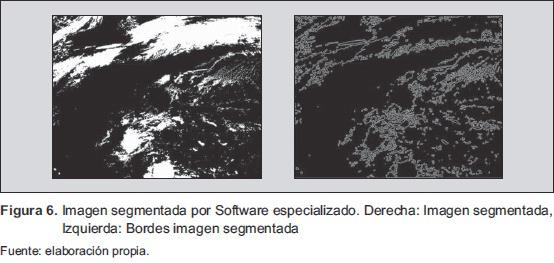 Figura 6. Imagen segmentada por Software especializado. Derecha: Imagen segmentada,
Izquierda: Bordes imagen segmentada
Fuente: elaboración propia.